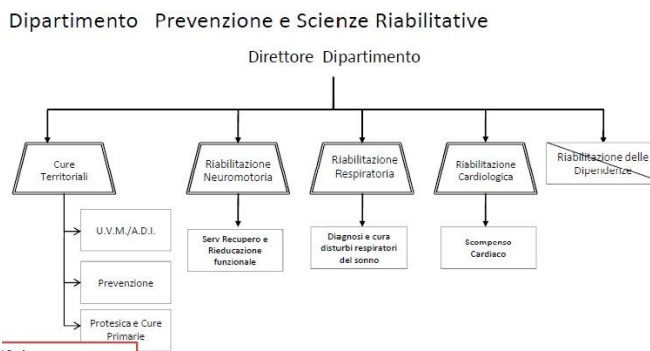 Dipartimento Prevenzione e Scienze Riabilitative
Direttore Dipartimento
Cure
Territoriali
Riabilitazione
Neuromotoria
Riabilitazione
Respiratoria
Riabilitazione
Cardiologica
Riabilitazione delle
Dipendenze
U.V.M./A.D.I.
Prevenzione
Protesica e Cure
Primarie
Serv Recupero e
Rieducazione
funzionale
Diagnosi e cura
disturbi respiratori
del sonno
Scompenso
Cardiaco